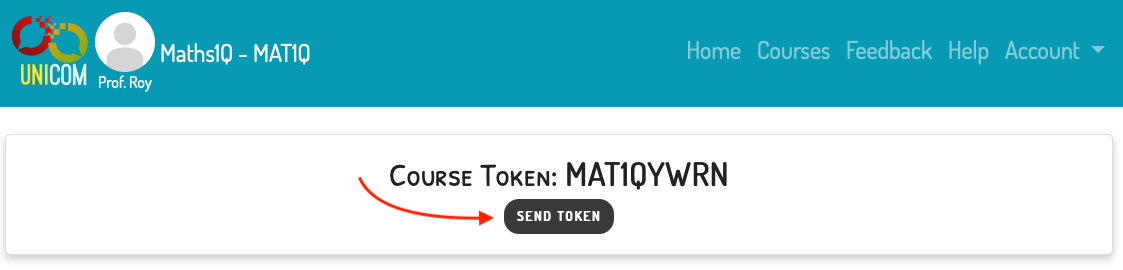 UNICOM
Prof. Roy
Maths1Q - MAT1Q
Home Courses Feedback Help Account
Course Token: MAT1QYWRN
SEND TOKEN